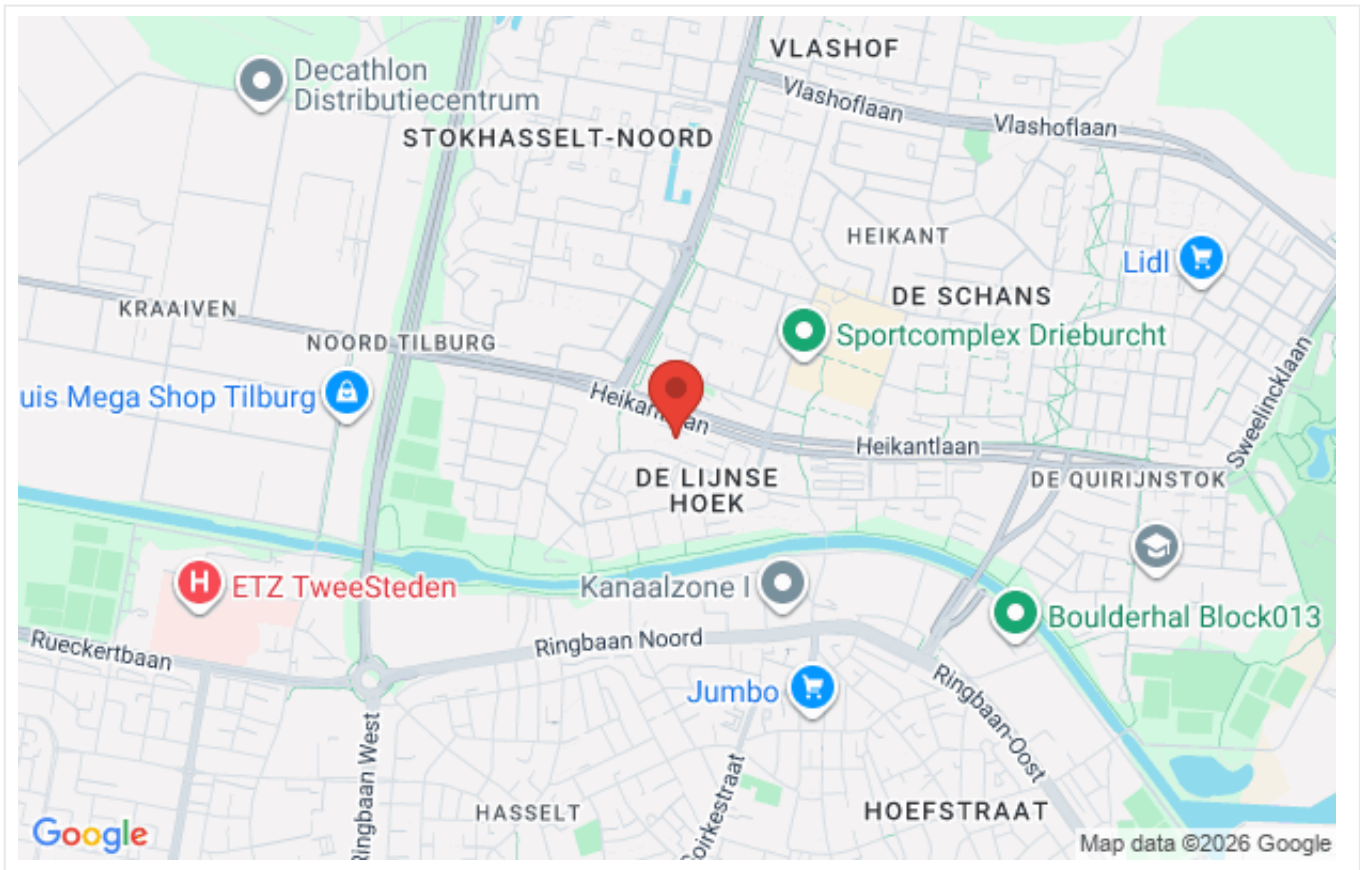 VLASHOF
Decathlon
Distributiecentrum
Vlashoflaan
Vlashoflaan
STOKHASSELT-NOORD
HEIKANT
Lidl
DE SCHANS
KRAAIVEN
Sportcomplex Drieburcht
NOORD TILBURG
uis Mega Shop Tilburg
Heikantlaan
Sweelincklaan
Heikantlaan
DE LIJNSE
HOEK
DE QUIRIJNSTOK
ETZ TweeSteden
Kanaalzone I
Boulderhal Block013
Rueckertbaan
Ringbaan Noord
Jumbo
Ringbaan-Oost
Ringbaan West
HASSELT
Goirkestraat
HOEFSTRAAT
Google
Map data ©2026 Google